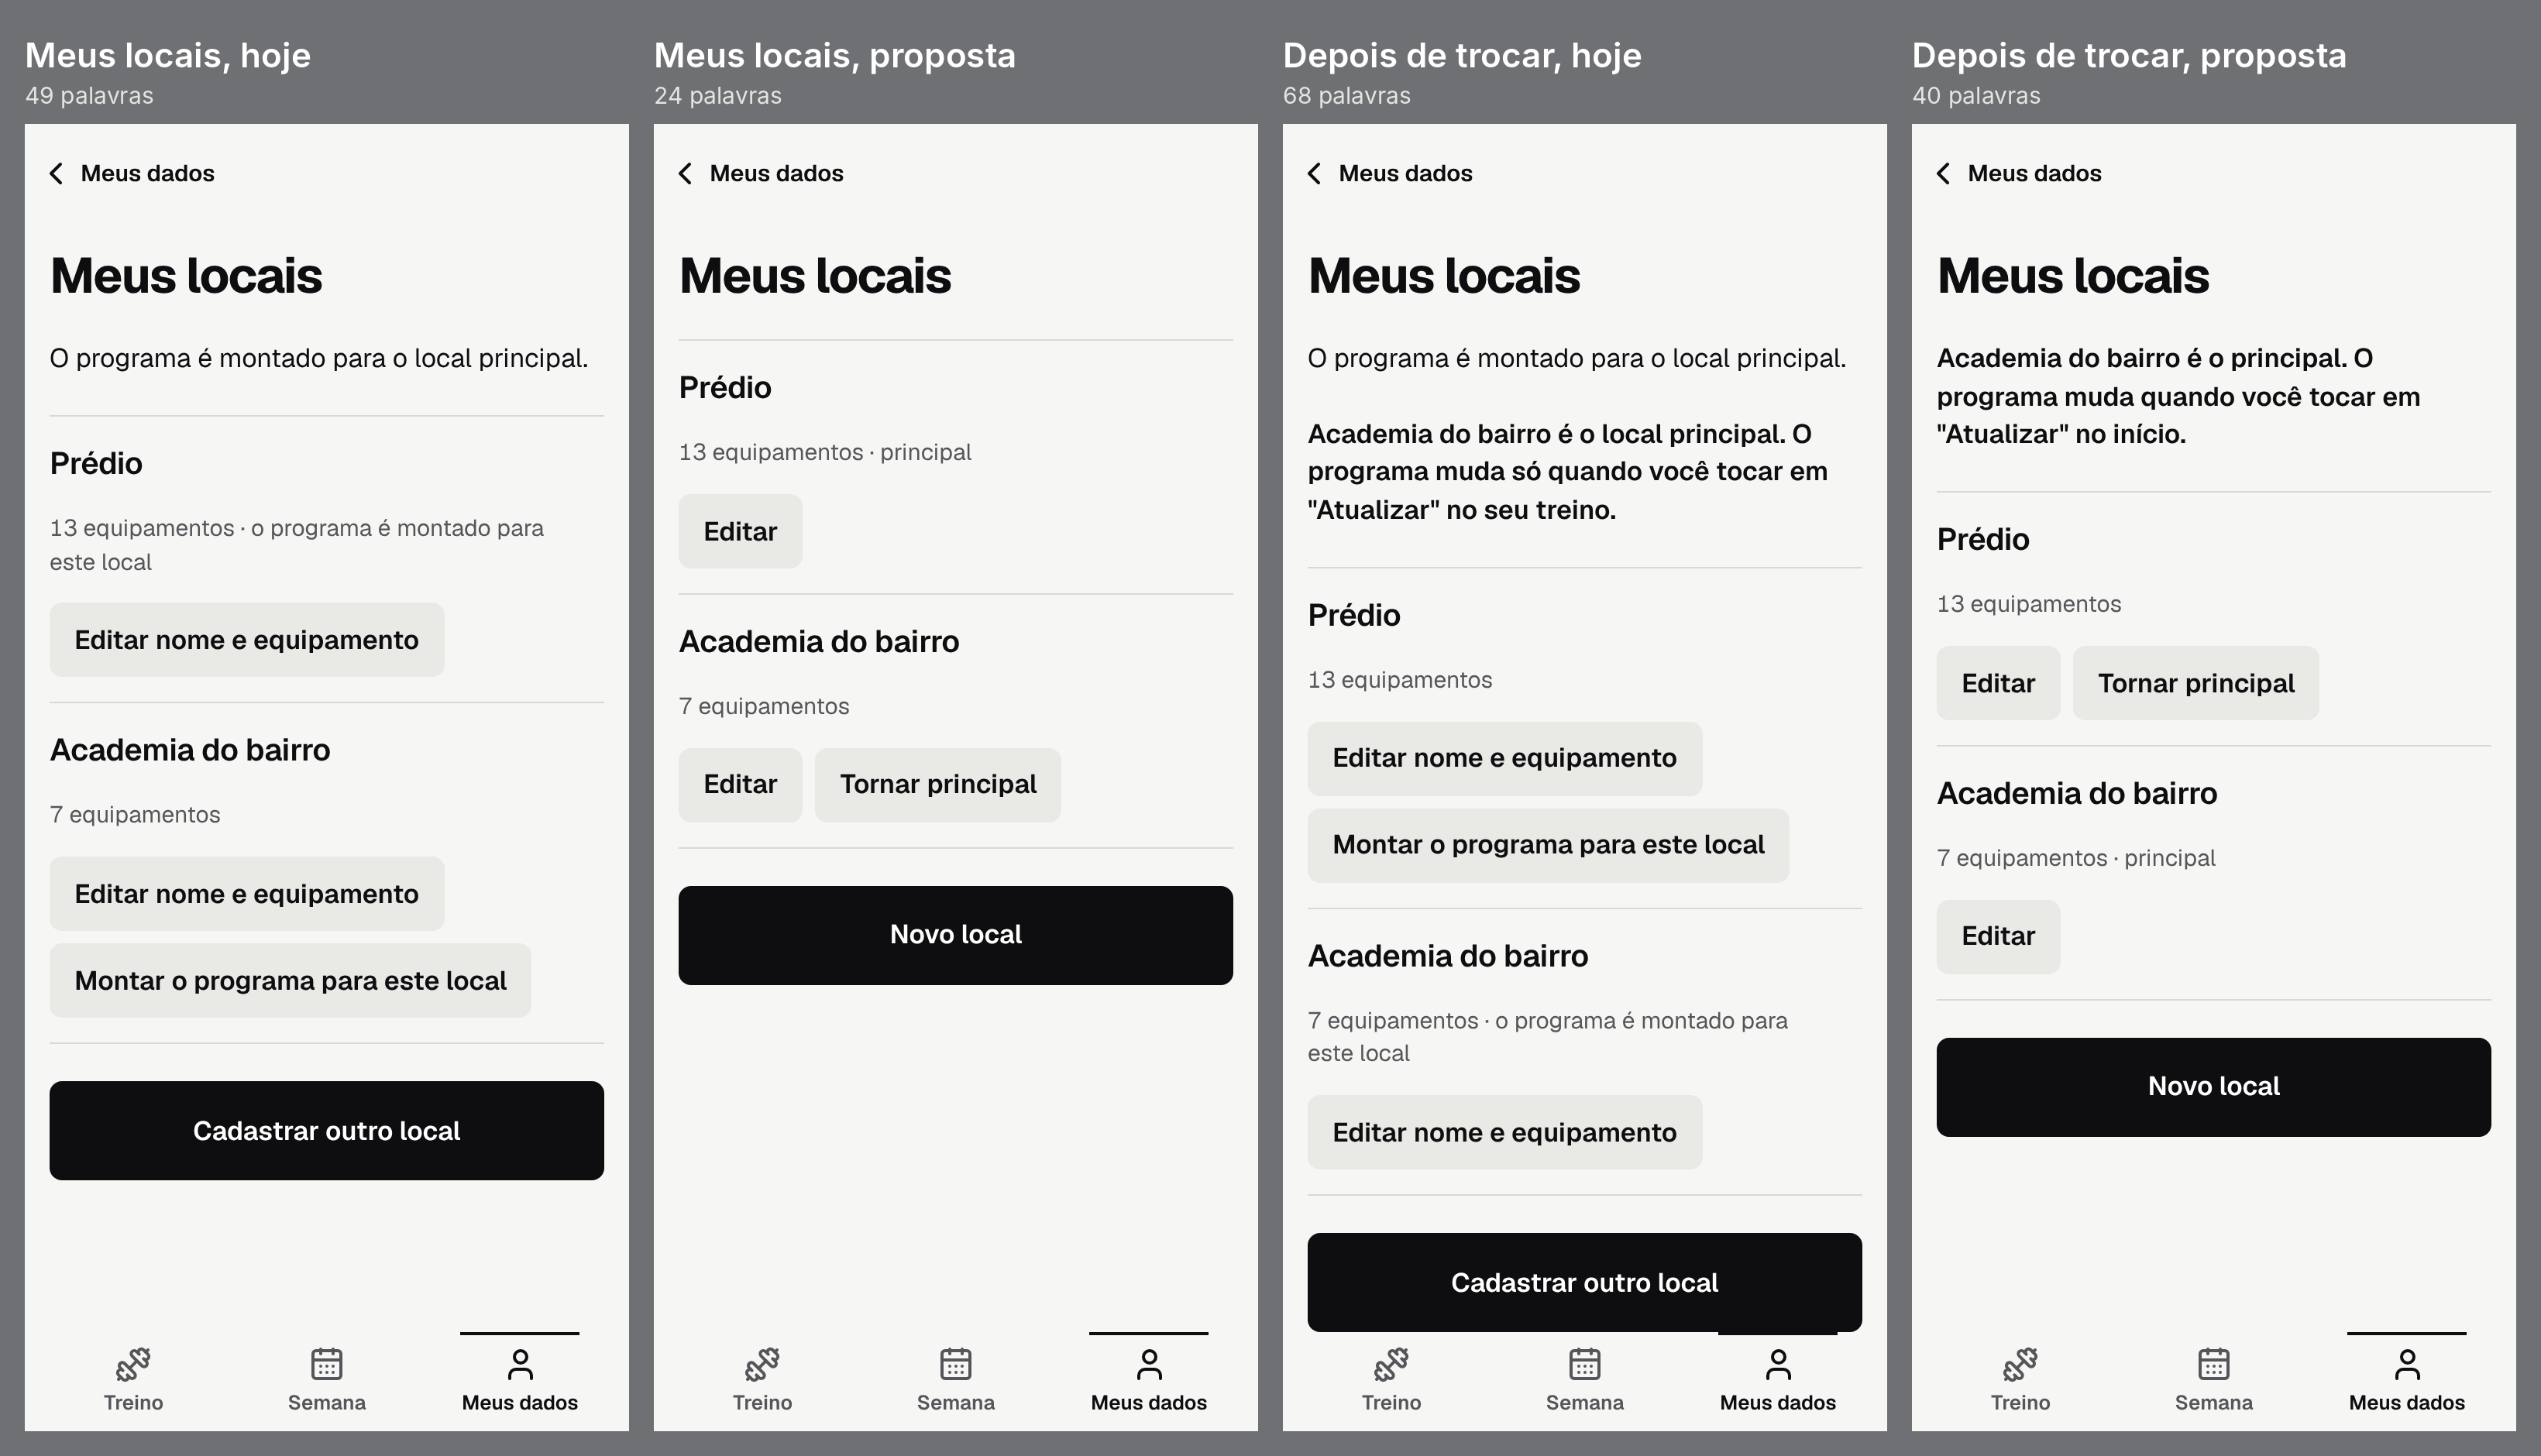 Meus locais, hoje
49 palavras
Meus dados
Meus locais
O programa é montado para o local principal.
Prédio
13 equipamentos · o programa é montado para
este local
Editar nome e equipamento
Academia do bairro
7 equipamentos
Editar nome e equipamento
Montar o programa para este local
Cadastrar outro local
Treino
Semana
Meus dados
Meus locais, proposta
24 palavras
Meus dados
Meus locais
Prédio
13 equipamentos · principal
Editar
Academia do bairro
7 equipamentos
Editar
Tornar principal
Novo local
Treino
Semana
Meus dados
Depois de trocar, hoje
68 palavras
Meus dados
Meus locais
O programa é montado para o local principal.
Academia do bairro é o local principal. O
programa muda só quando você tocar em
"Atualizar" no seu treino.
Prédio
13 equipamentos
Editar nome e equipamento
Montar o programa para este local
Academia do bairro
7 equipamentos · o programa é montado para
este local
Editar nome e equipamento
Cadastrar outro local
Treino
Semana
Meus dados
Depois de trocar, proposta
40 palavras
Meus dados
Meus locais
Academia do bairro é o principal. O
programa muda quando você tocar em
"Atualizar" no início.
Prédio
13 equipamentos
Editar
Tornar principal
Academia do bairro
7 equipamentos · principal
Editar
Novo local
Treino
Semana
Meus dados